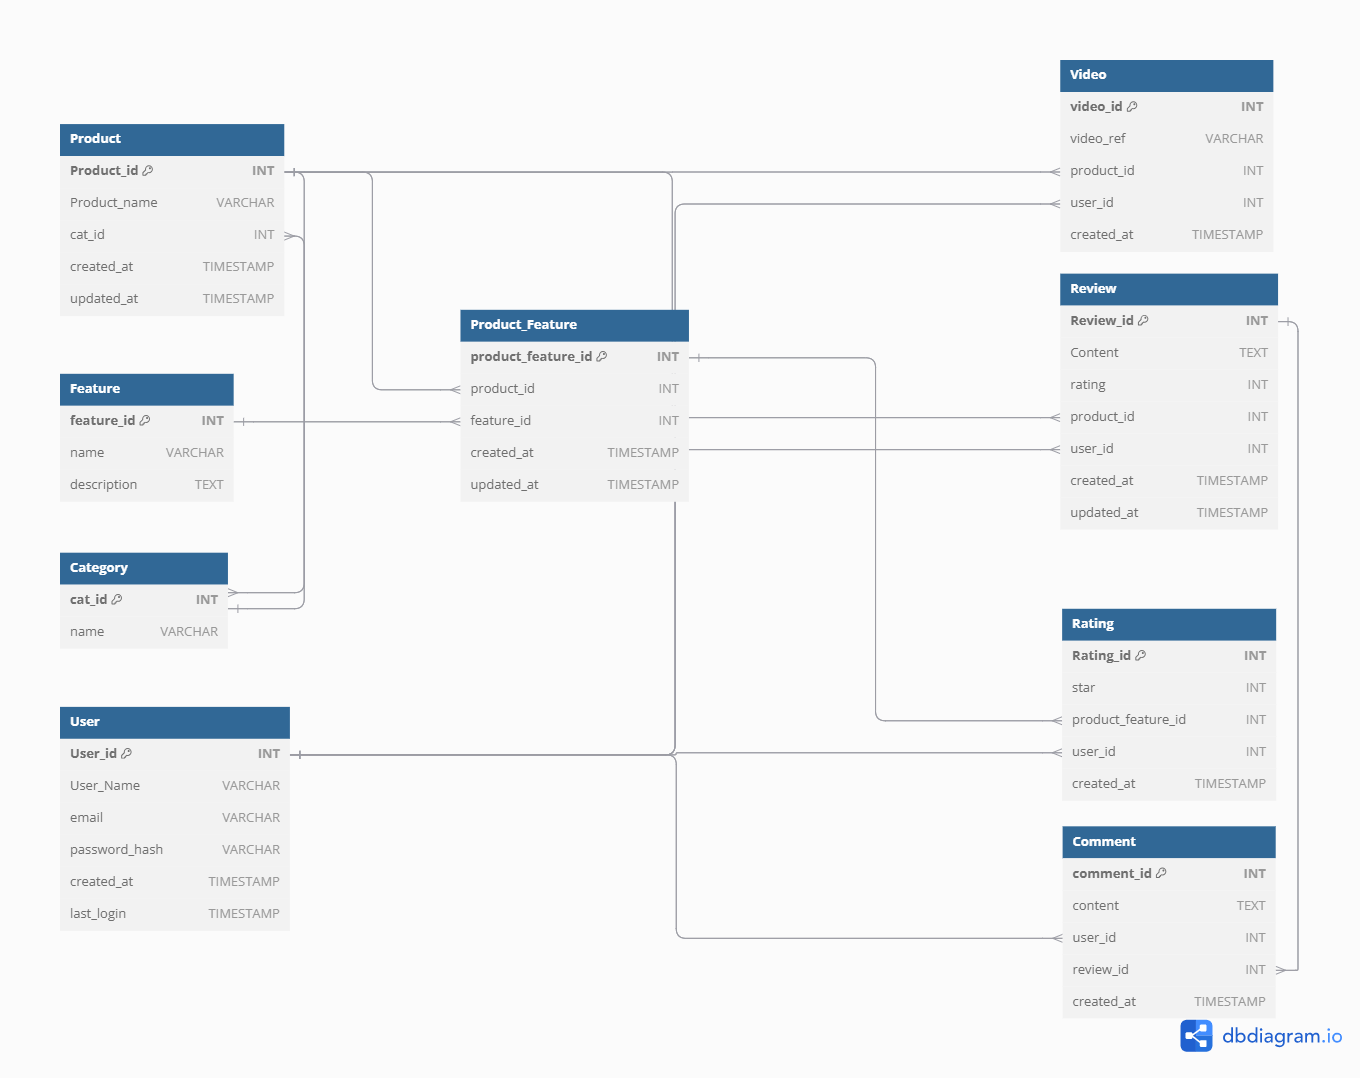 Product
Product_id INT
Product_name VARCHAR
cat_id INT
created_at TIMESTAMP
updated_at TIMESTAMP
Feature
feature_id INT
name VARCHAR
description TEXT
Category
cat_id INT
name VARCHAR
User
User_id INT
User_Name VARCHAR
email VARCHAR
password_hash VARCHAR
created_at TIMESTAMP
last_login TIMESTAMP
Product_Feature
product_feature_id INT
product_id INT
feature_id INT
created_at TIMESTAMP
updated_at TIMESTAMP
Video
video_id INT
video_ref VARCHAR
product_id INT
user_id INT
created_at TIMESTAMP
Review
Review_id INT
Content TEXT
rating INT
product_id INT
user_id INT
created_at TIMESTAMP
updated_at TIMESTAMP
Rating
Rating_id INT
star INT
product_feature_id INT
user_id INT
created_at TIMESTAMP
Comment
comment_id INT
content TEXT
user_id INT
review_id INT
created_at TIMESTAMP
dbdiagram.io